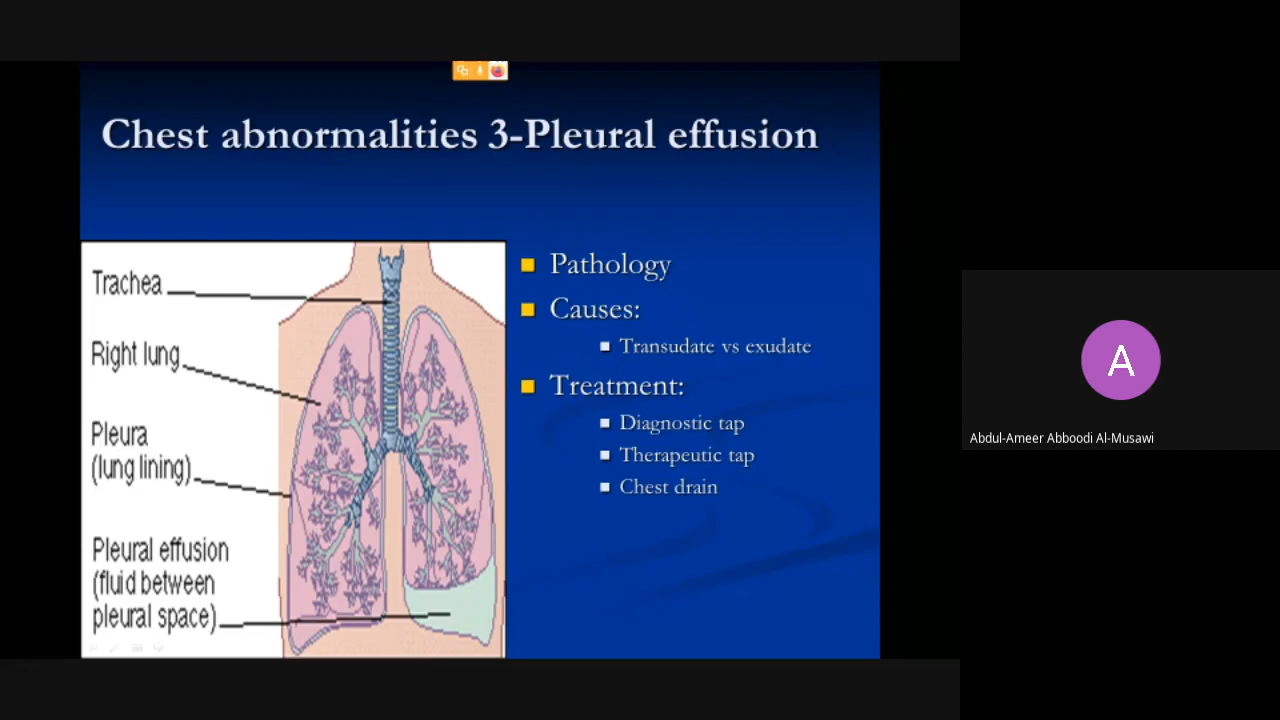 Chest abnormalities 3-Pleural effusion
Trachea
Right lung
Pleura
(lung lining)
Pleural effusion
(fluid between
pleural space)
Pathology
Causes:
Transudate vs exudate
Treatment:
Diagnostic tap
Therapeutic tap
Chest drain
A
Abdul-Ameer Abboodi Al-Musawi